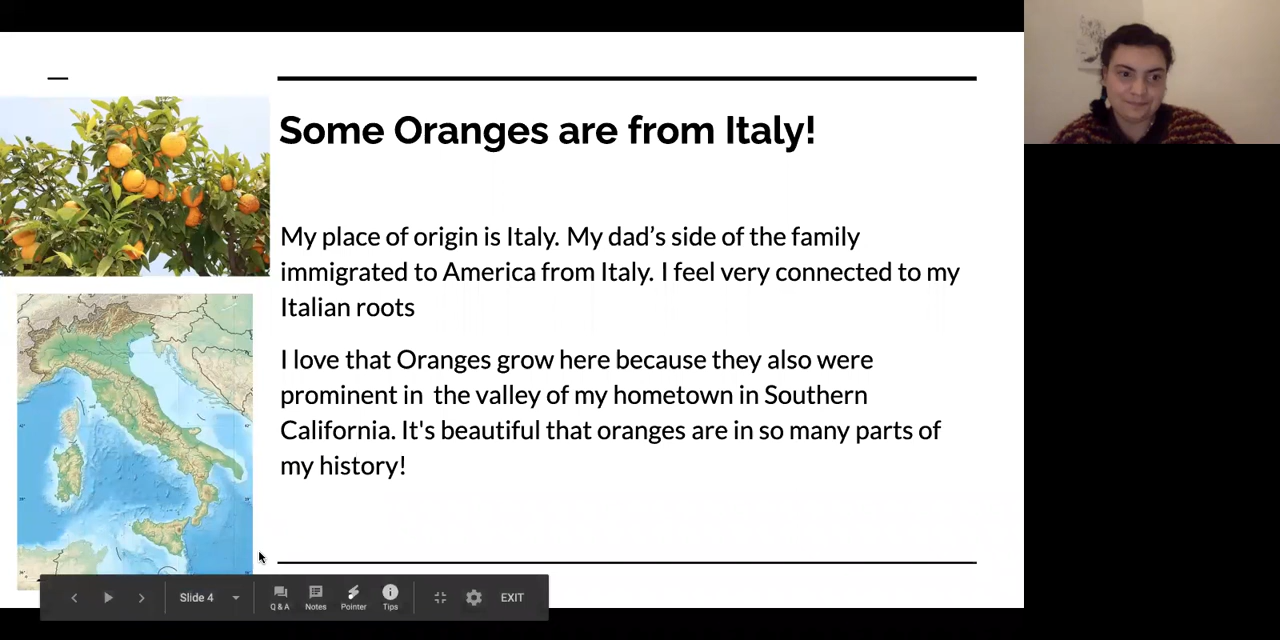 Some Oranges are from Italy!
My place of origin is Italy. My dad’s side of the family
immigrated to America from Italy. I feel very connected to my
Italian roots
I love that Oranges grow here because they also were
prominent in  the valley of my hometown in Southern
California. It's beautiful that oranges are in so many parts of
my history!
Slide 4
Q & A
Notes
Pointer
Tips
EXIT